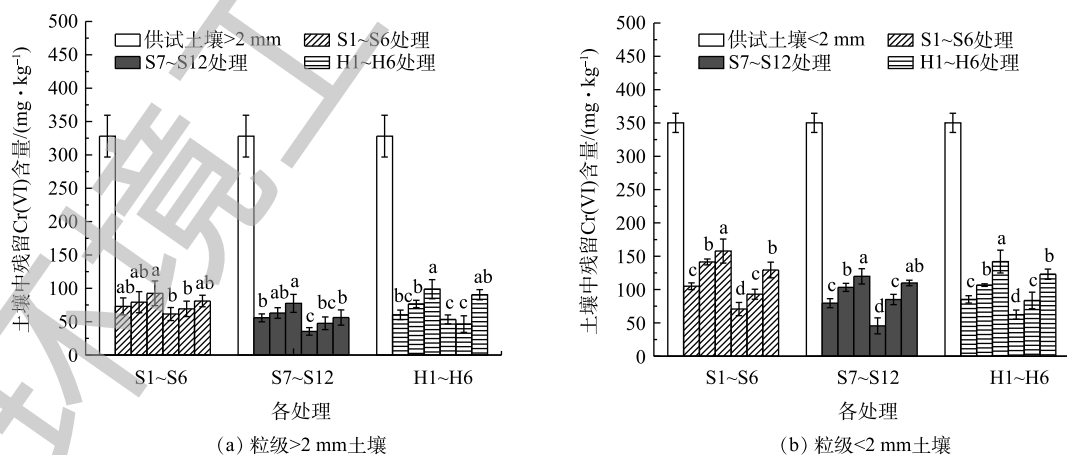 500
450
400
350
300
250
200
150
100
50
0
土壤中残留Cr(VI)含量/(mg·kg⁻¹)
供试土壤>2 mm
S1~S6处理
S7~S12处理
H1~H6处理
ab ab a b b ab
b b a c bc b
bc b a c c ab
S1~S6
S7~S12
H1~H6
各处理
(a) 粒级>2 mm土壤
500
450
400
350
300
250
200
150
100
50
0
土壤中残留Cr(VI)含量/(mg·kg⁻¹)
供试土壤<2 mm
S1~S6处理
S7~S12处理
H1~H6处理
c b a d c b
c b a d c ab
c b a d c b
S1~S6
S7~S12
H1~H6
各处理
(b) 粒级<2 mm土壤
环境工